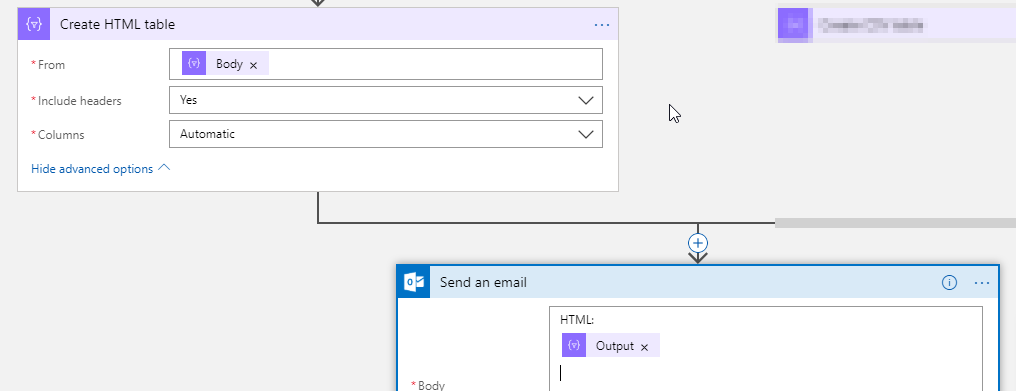 Create HTML table
* From
Body ×
* Include headers
Yes
* Columns
Automatic
Hide advanced options
Send an email
HTML:
Output ×
* Body